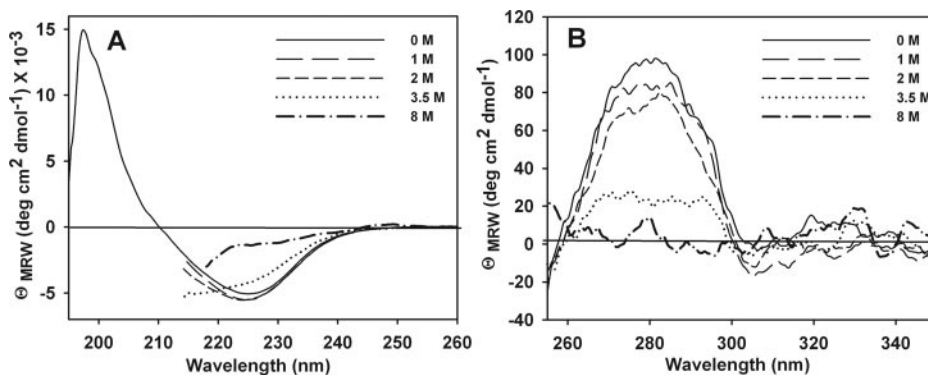 A
0 M
1 M
2 M
3.5 M
8 M
15
10
5
0
-5
Θ MRW (deg cm2 dmol-1) X 10-3
200 210 220 230 240 250 260
Wavelength (nm)
B
0 M
1 M
2 M
3.5 M
8 M
120
100
80
60
40
20
0
-20
-40
Θ MRW (deg cm2 dmol-1)
260 280 300 320 340
Wavelength (nm)